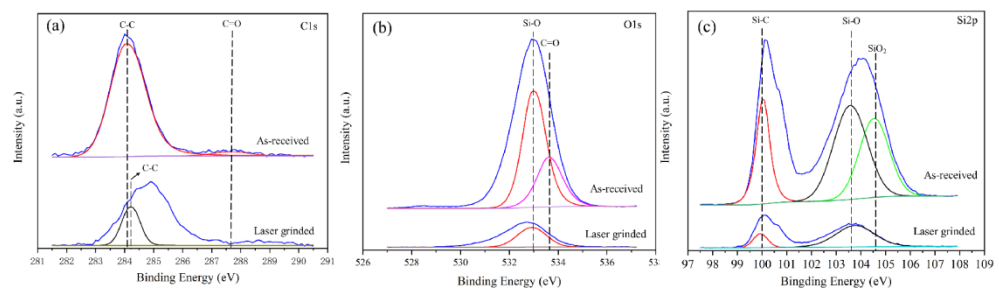 (a)
C-C
C=O
C1s
As-received
C-C
Laser grinded
Intensity (a.u.)
281 282 283 284 285 286 287 288 289 290 291
Binding Energy (eV)
(b)
Si-O
O1s
C=O
As-received
Laser grinded
Intensity (a.u.)
526 528 530 532 534 536 53
Binding Energy (eV)
(c)
Si-C
Si-O
Si2p
SiO₂
As-received
Laser grinded
Intensity (a.u.)
97 98 99 100 101 102 103 104 105 106 107 108 109
Bingding Energy (eV)